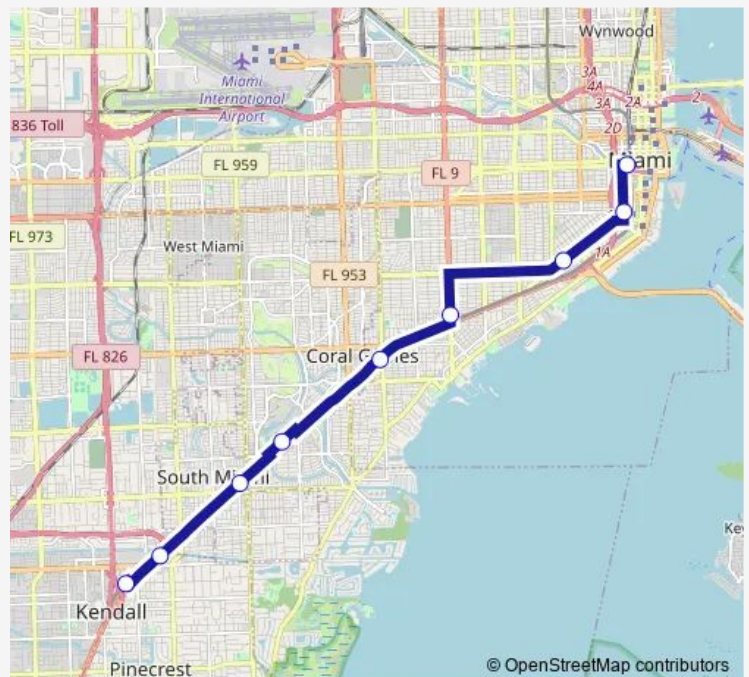 Wynwood
3A
4A
3A
2A
2
2D
Miami
International
Airport
836 Toll
FL 959
FL 9
Miami
FL 973
West Miami
FL 953
1A
FL 826
Coral Gables
South Miami
Key
Kendall
Pinecrest
© OpenStreetMap contributors